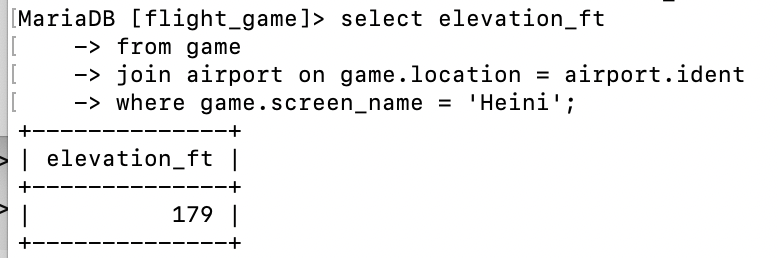 [MariaDB [flight_game]> select elevation_ft
[    -> from game
[    -> join airport on game.location = airport.ident
[    -> where game.screen_name = 'Heini';
+--------------+
| elevation_ft |
+--------------+
|          179 |
+--------------+